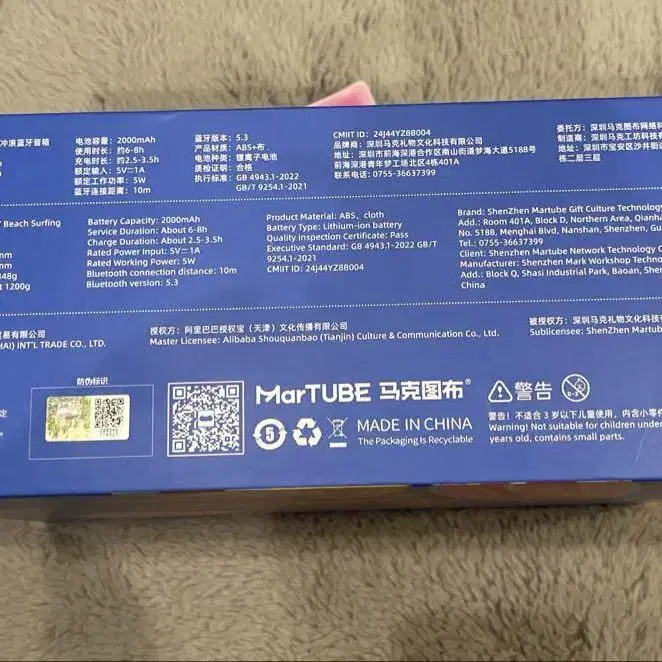 冲浪蓝牙音箱
电池容量：2000mAh
使用时长：约6-8h
充电时长：约2.5-3.5h
额定输入：5V⎓1A
额定工作功率：5W
蓝牙连接距离：10m
蓝牙版本：5.3
产品材质：ABS+布
电池种类：锂离子电池
质检证明：合格
执行标准：GB 4943.1-2022
GB/T 9254.1-2021
CMIIT ID：24J44YZ8B004
品牌商：深圳马克礼物文化科技有限公司
地址：深圳市前海深港合作区南山街道梦海大道5188号
前海深港青年梦工场北区4栋401A
联系电话：0755-36637399
委托方：深圳马克图布网络科
制造商：深圳马克工坊科技有
地址：深圳市宝安区沙井街道
栋二层三层
Beach Surfing
mm
mm
348g
1200g
Battery Capacity: 2000mAh
Service Duration: About 6-8h
Charge Duration: About 2.5-3.5h
Rated Power Input: 5V⎓1A
Rated Working Power: 5W
Bluetooth connection distance: 10m
Bluetooth version: 5.3
Product Material: ABS、cloth
Battery Type: Lithium-ion battery
Quality Inspection Certificate: Pass
Executive Standard: GB 4943.1-2022 GB/T
9254.1-2021
CMIIT ID: 24J44YZ8B004
Brand: ShenZhen Martube Gift Culture Technology
Add.: Room 401A, Block D, Northern Area, Qianha
No. 5188, Menghai Blvd, Nanshan, Shenzhen, Gu
Tel.: 0755-36637399
Client: Shenzhen Martube Network Technology C
Manufacturer: Shenzhen Mark Workshop Techno
Add.: Block Q, Shasi Industrial Park, Baoan, Shen
China
贸易有限公司
HAI) INT'L TRADE CO., LTD.
授权方：阿里巴巴授权宝（天津）文化传播有限公司
Master Licensee: Alibaba Shouquanbao (Tianjin) Culture & Communication Co., Ltd.
被授权方：深圳马克礼物文化科技
Sublicensee: ShenZhen Martub
防伪标识
定
MarTUBE 马克图布®
5
MADE IN CHINA
The Packaging Is Recyclable
警告
0-3
警告！不适合 3 岁以下儿童使用，内含小零件
Warning! Not suitable for children under
years old, contains small parts.